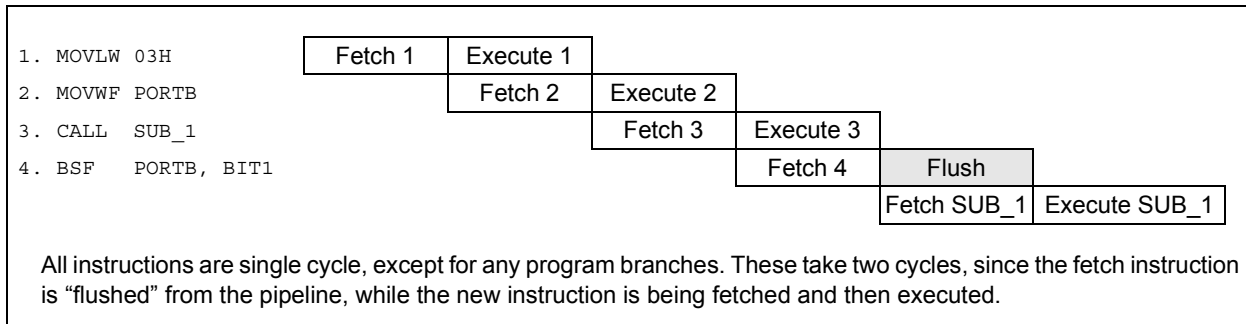 1. MOVLW 03H Fetch 1 Execute 1
2. MOVWF PORTB Fetch 2 Execute 2
3. CALL SUB_1 Fetch 3 Execute 3
4. BSF PORTB, BIT1 Fetch 4 Flush
Fetch SUB_1 Execute SUB_1
All instructions are single cycle, except for any program branches. These take two cycles, since the fetch instruction
is “flushed” from the pipeline, while the new instruction is being fetched and then executed.